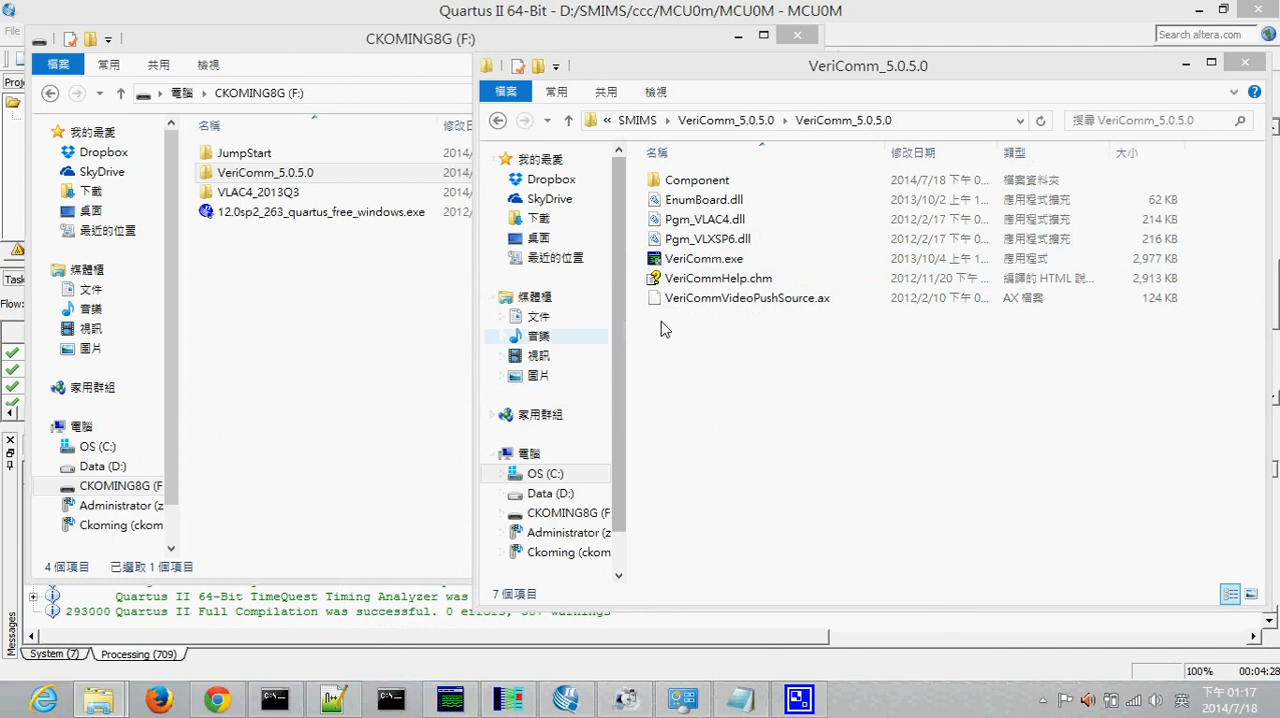 Quartus II 64-Bit - D:/SMIMS/ccc/MCU0m/MCU0M - MCU0M
File
Search altera.com
CKOMING8G (F:)
檔案 常用 共用 檢視
電腦 CKOMING8G (F:)
Proj
我的最愛
Dropbox
SkyDrive
下載
桌面
最近的位置
媒體櫃
文件
音樂
視訊
圖片
家用群組
電腦
OS (C:)
Data (D:)
CKOMING8G (F
Administrator (z
Ckoming (ckom
名稱 修改日
JumpStart 2014/
VeriComm_5.0.5.0 2014/
VLAC4_2013Q3 2014/
12.0sp2_263_quartus_free_windows.exe 2012/
4 個項目 已選取 1 個項目
Task
Flow:
VeriComm_5.0.5.0
檔案 常用 共用 檢視
« SMIMS VeriComm_5.0.5.0 VeriComm_5.0.5.0
搜尋 VeriComm_5.0.5.0
我的最愛
Dropbox
SkyDrive
下載
桌面
最近的位置
媒體櫃
文件
音樂
視訊
圖片
家用群組
電腦
OS (C:)
Data (D:)
CKOMING8G (F
Administrator (z
Ckoming (ckom
名稱 修改日期 類型 大小
Component 2014/7/18 下午 0... 檔案資料夾
EnumBoard.dll 2013/10/2 上午 1... 應用程式擴充 62 KB
Pgm_VLAC4.dll 2012/2/17 下午 0... 應用程式擴充 214 KB
Pgm_VLXSP6.dll 2012/2/17 下午 0... 應用程式擴充 216 KB
VeriComm.exe 2013/10/4 上午 1... 應用程式 2,977 KB
VeriCommHelp.chm 2012/11/20 下午 ... 編譯的 HTML 說... 2,913 KB
VeriCommVideoPushSource.ax 2012/2/10 下午 0... AX 檔案 124 KB
7 個項目
Quartus II 64-Bit TimeQuest Timing Analyzer was
293000 Quartus II Full Compilation was successful. 0 errors,
Messages
System (7) Processing (709)
100% 00:04:28
英
下午 01:17
2014/7/18